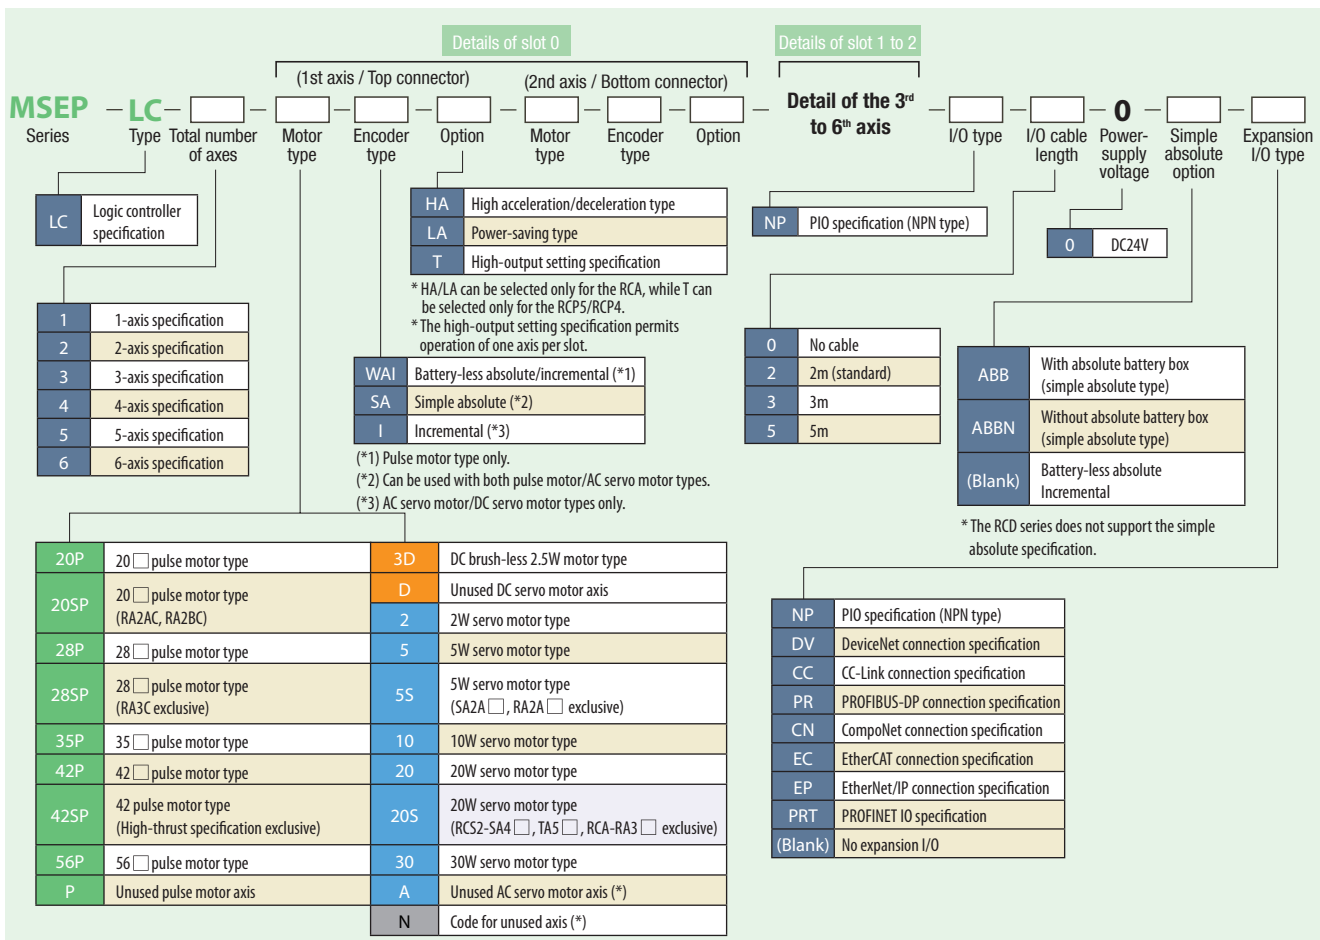 Details of slot 0
Details of slot 1 to 2
(1st axis / Top connector)
(2nd axis / Bottom connector)
MSEP – LC – – – – – – – – Detail of the 3rd to 6th axis – – – 0 – –
Series
Type
Total number of axes
Motor type
Encoder type
Option
Motor type
Encoder type
Option
I/O type
I/O cable length
Power-supply voltage
Simple absolute option
Expansion I/O type
LC Logic controller specification
1 1-axis specification
2 2-axis specification
3 3-axis specification
4 4-axis specification
5 5-axis specification
6 6-axis specification
HA High acceleration/deceleration type
LA Power-saving type
T High-output setting specification
* HA/LA can be selected only for the RCA, while T can
be selected only for the RCP5/RCP4.
* The high-output setting specification permits
operation of one axis per slot.
WAI Battery-less absolute/incremental (*1)
SA Simple absolute (*2)
I Incremental (*3)
(*1) Pulse motor type only.
(*2) Can be used with both pulse motor/AC servo motor types.
(*3) AC servo motor/DC servo motor types only.
NP PIO specification (NPN type)
0 DC24V
0 No cable
2 2m (standard)
3 3m
5 5m
ABB With absolute battery box
(simple absolute type)
ABBN Without absolute battery box
(simple absolute type)
(Blank) Battery-less absolute
Incremental
* The RCD series does not support the simple
absolute specification.
20P 20 □ pulse motor type
20SP 20 □ pulse motor type
(RA2AC, RA2BC)
28P 28 □ pulse motor type
28SP 28 □ pulse motor type
(RA3C exclusive)
35P 35 □ pulse motor type
42P 42 □ pulse motor type
42SP 42 pulse motor type
(High-thrust specification exclusive)
56P 56 □ pulse motor type
P Unused pulse motor axis
3D DC brush-less 2.5W motor type
D Unused DC servo motor axis
2 2W servo motor type
5 5W servo motor type
5S 5W servo motor type
(SA2A □ , RA2A □ exclusive)
10 10W servo motor type
20 20W servo motor type
20S 20W servo motor type
(RCS2-SA4 □ , TA5 □ , RCA-RA3 □ exclusive)
30 30W servo motor type
A Unused AC servo motor axis (*)
N Code for unused axis (*)
NP PIO specification (NPN type)
DV DeviceNet connection specification
CC CC-Link connection specification
PR PROFIBUS-DP connection specification
CN CompoNet connection specification
EC EtherCAT connection specification
EP EtherNet/IP connection specification
PRT PROFINET IO specification
(Blank) No expansion I/O